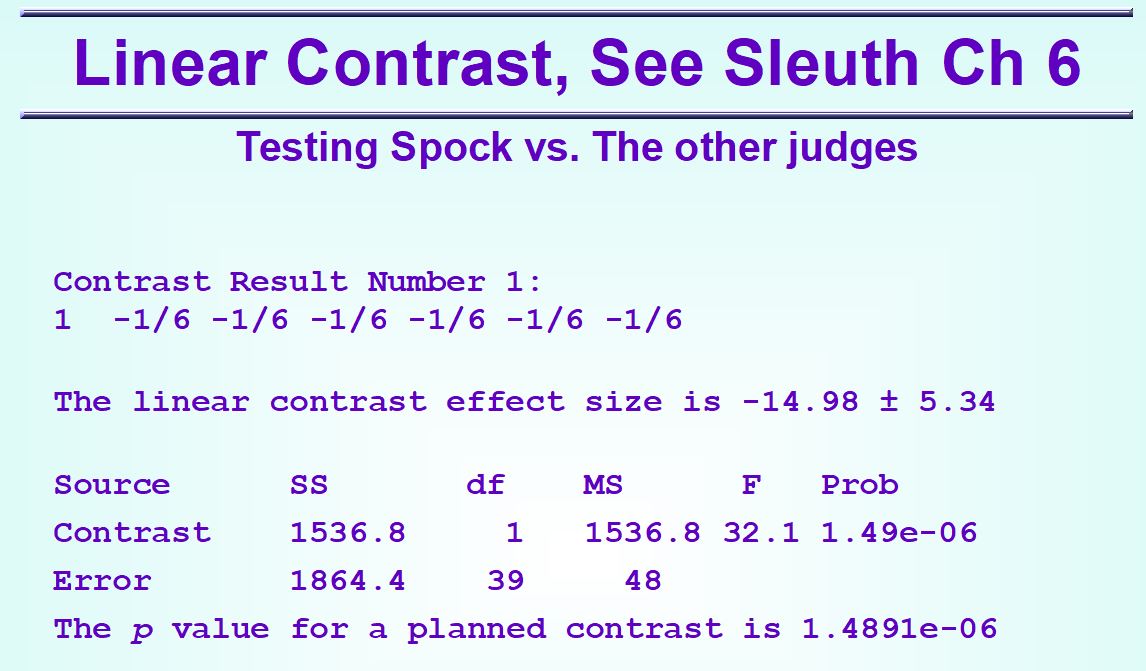 Linear Contrast, See Sleuth Ch 6
Testing Spock vs. The other judges
Contrast Result Number 1:
1 -1/6 -1/6 -1/6 -1/6 -1/6 -1/6
The linear contrast effect size is -14.98 ± 5.34
Source SS df MS F Prob
Contrast 1536.8 1 1536.8 32.1 1.49e-06
Error 1864.4 39 48
The p value for a planned contrast is 1.4891e-06